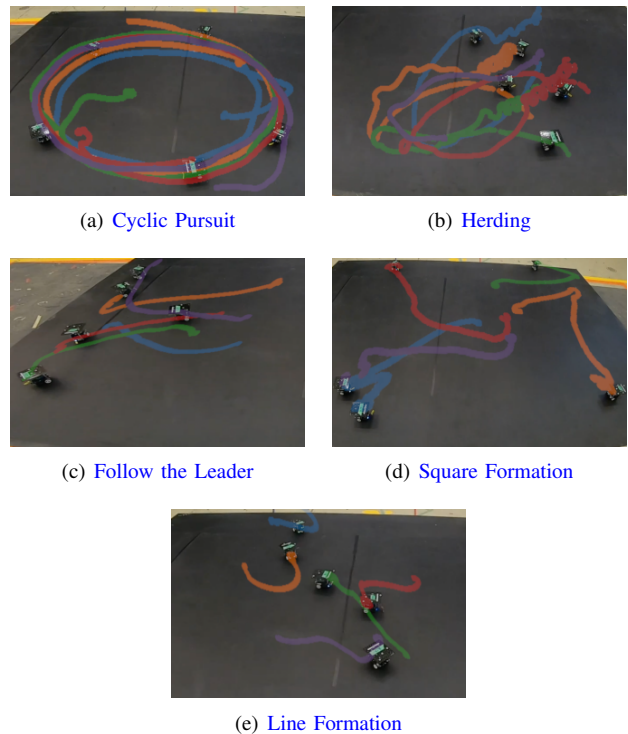 (a) Cyclic Pursuit
(b) Herding
(c) Follow the Leader
(d) Square Formation
(e) Line Formation